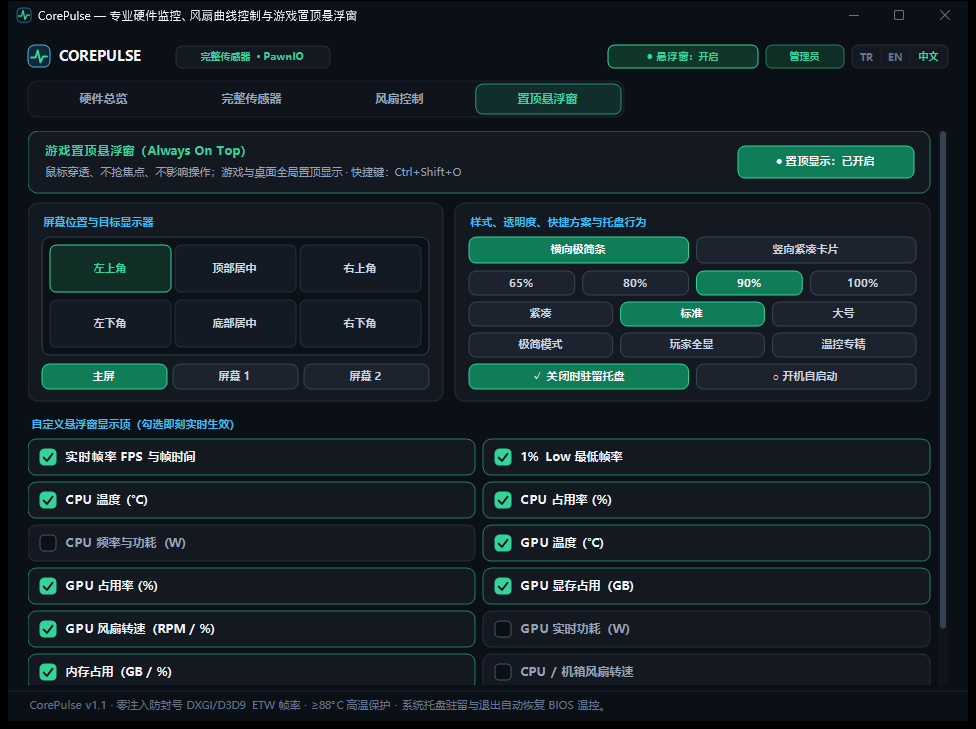 CorePulse — 专业硬件监控、风扇曲线控制与游戏置顶悬浮窗
COREPULSE
完整传感器 • PawnIO
● 悬浮窗：开启
管理员
TR EN 中文
硬件总览
完整传感器
风扇控制
置顶悬浮窗
游戏置顶悬浮窗（Always On Top）
鼠标穿透、不抢焦点、不影响操作；游戏与桌面全局置顶显示 · 快捷键：Ctrl+Shift+O
● 置顶显示：已开启
屏幕位置与目标显示器
左上角
顶部居中
右上角
左下角
底部居中
右下角
主屏
屏幕 1
屏幕 2
样式、透明度、快捷方案与托盘行为
横向极简条
竖向紧凑卡片
65%
80%
90%
100%
紧凑
标准
大号
极简模式
玩家全显
温控专精
✓ 关闭时驻留托盘
○ 开机自启动
自定义悬浮窗显示项（勾选即刻实时生效）
实时帧率 FPS 与帧时间
1% Low 最低帧率
CPU 温度 (℃)
CPU 占用率 (%)
CPU 频率与功耗 （W）
GPU 温度 (℃)
GPU 占用率 (%)
GPU 显存占用（GB）
GPU 风扇转速（RPM / %）
GPU 实时功耗（W）
内存占用（GB / %）
CPU / 机箱风扇转速
CorePulse v1.1 · 零注入防封号 DXGI/D3D9 ETW 帧率 · ≥88°C 高温保护 · 系统托盘驻留与退出自动恢复 BIOS 温控。